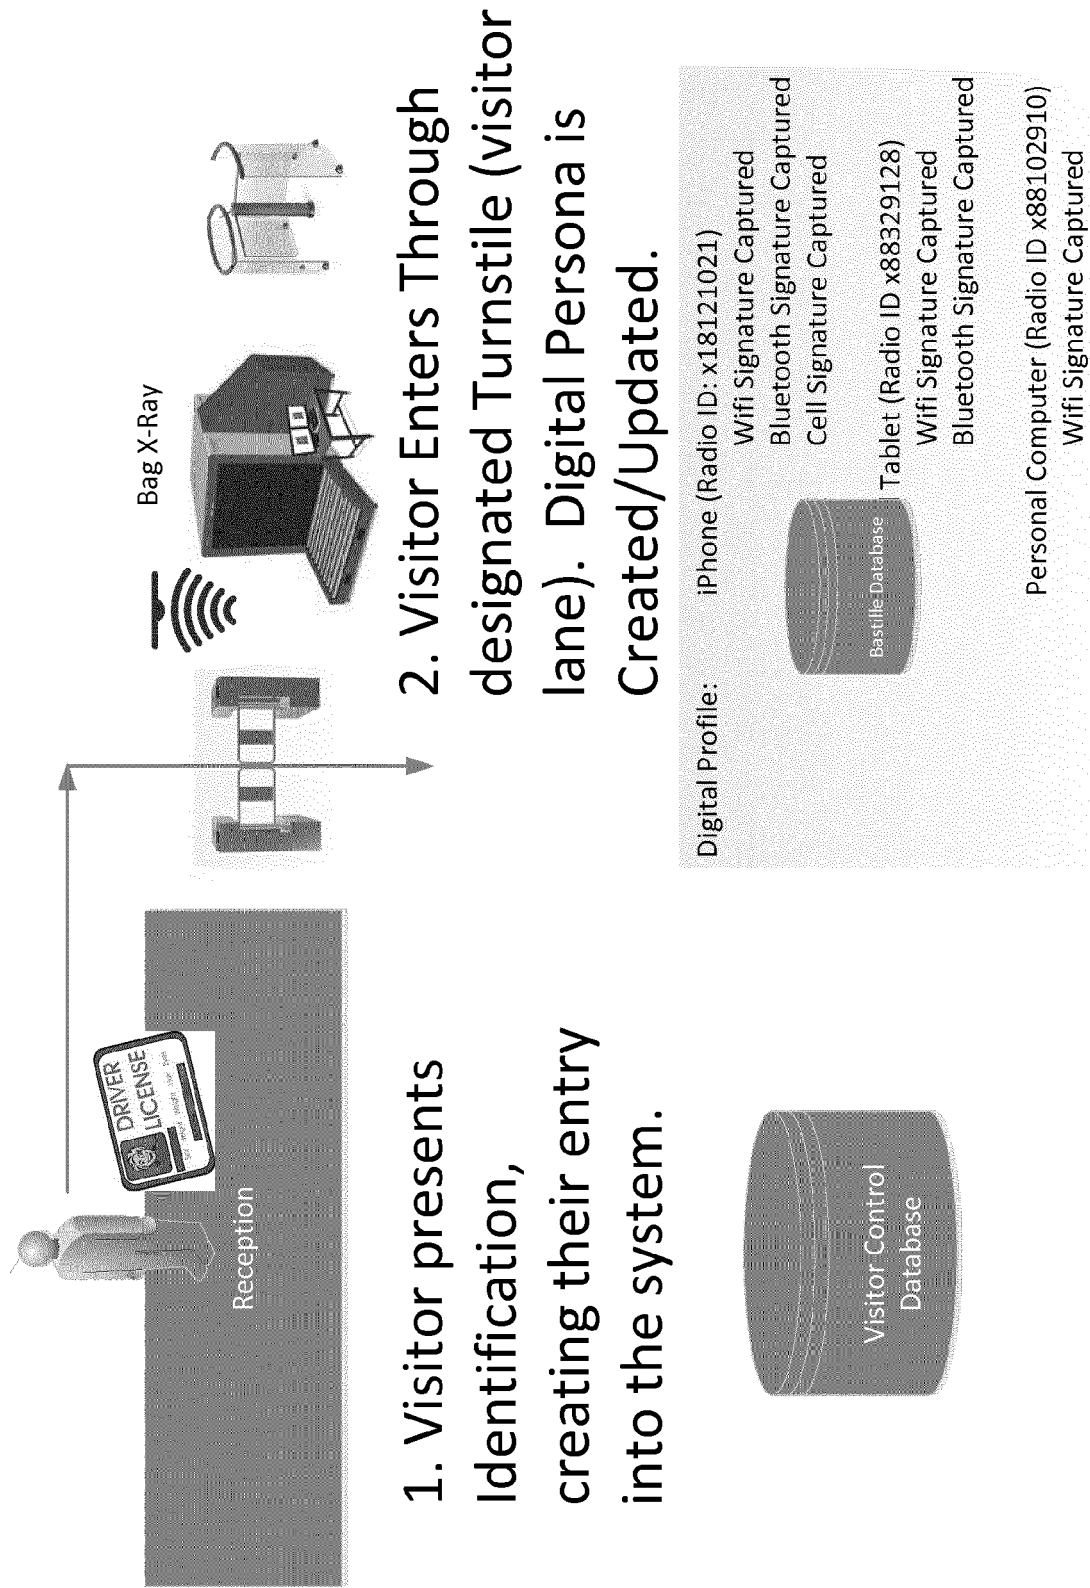 Bag X-Ray
DRIVER
LICENSE
Reception
1. Visitor presents
Identification,
creating their entry
into the system.
2. Visitor Enters Through
designated Turnstile (visitor
lane). Digital Persona is
Created/Updated.
Visitor Control
Database
Digital Profile:
iPhone (Radio ID: x18121021)
Wifi Signature Captured
Bluetooth Signature Captured
Cell Signature Captured
Bastille Database
Tablet (Radio ID x88329128)
Wifi Signature Captured
Bluetooth Signature Captured
Personal Computer (Radio ID x88102910)
Wifi Signature Captured